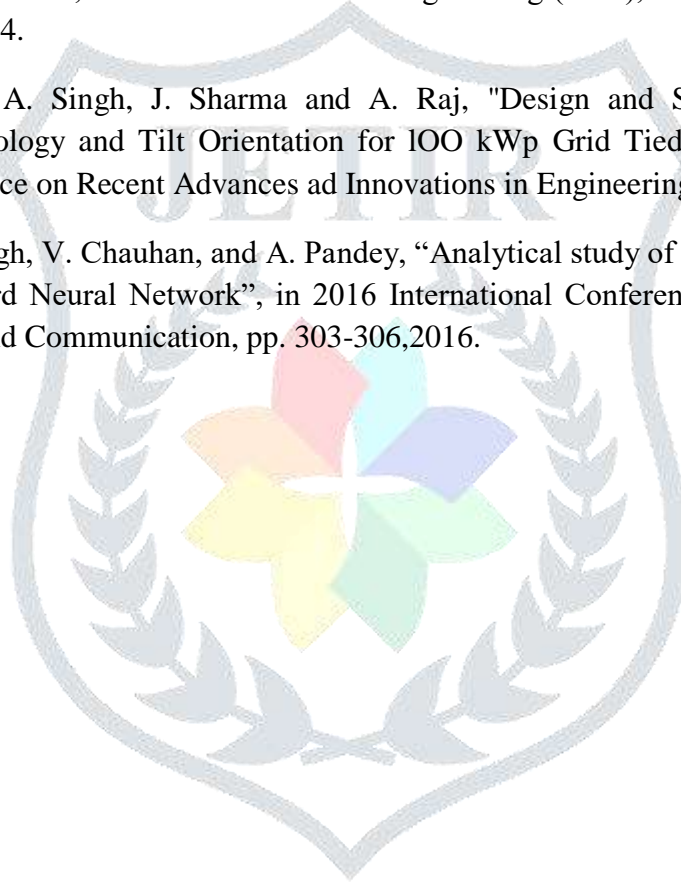 4.
A. Singh, J. Sharma and A. Raj, "Design and S
ology and Tilt Orientation for lOO kWp Grid Tied
ce on Recent Advances ad Innovations in Engineering
JETIR
gh, V. Chauhan, and A. Pandey, “Analytical study of
rd Neural Network”, in 2016 International Conferen
nd Communication, pp. 303-306,2016.